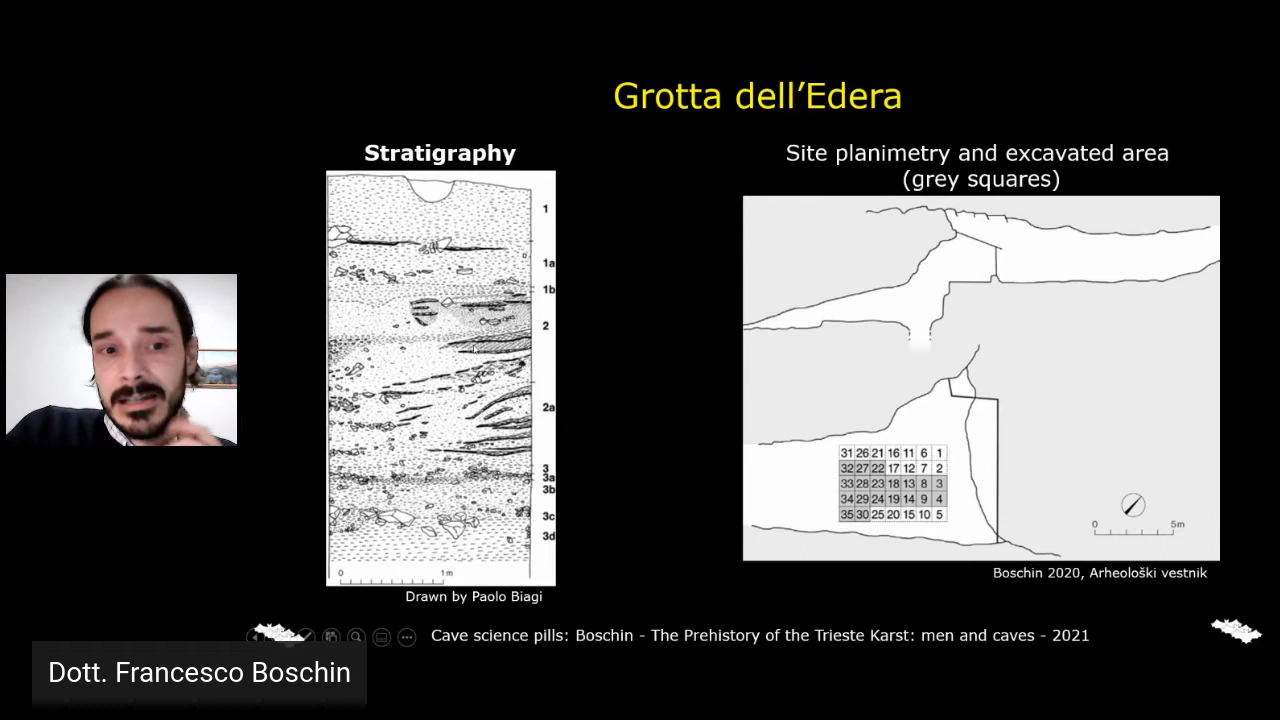 Grotta dell’Edera
Stratigraphy
1
1a
1b
2
2a
3
3a
3b
3c
3d
0 1m
Drawn by Paolo Biagi
Site planimetry and excavated area
(grey squares)
31 26 21 16 11 6 1
32 27 22 17 12 7 2
33 28 23 18 13 8 3
34 29 24 19 14 9 4
35 30 25 20 15 10 5
0 5m
Boschin 2020, Arheološki vestnik
Cave science pills: Boschin - The Prehistory of the Trieste Karst: men and caves - 2021
Dott. Francesco Boschin